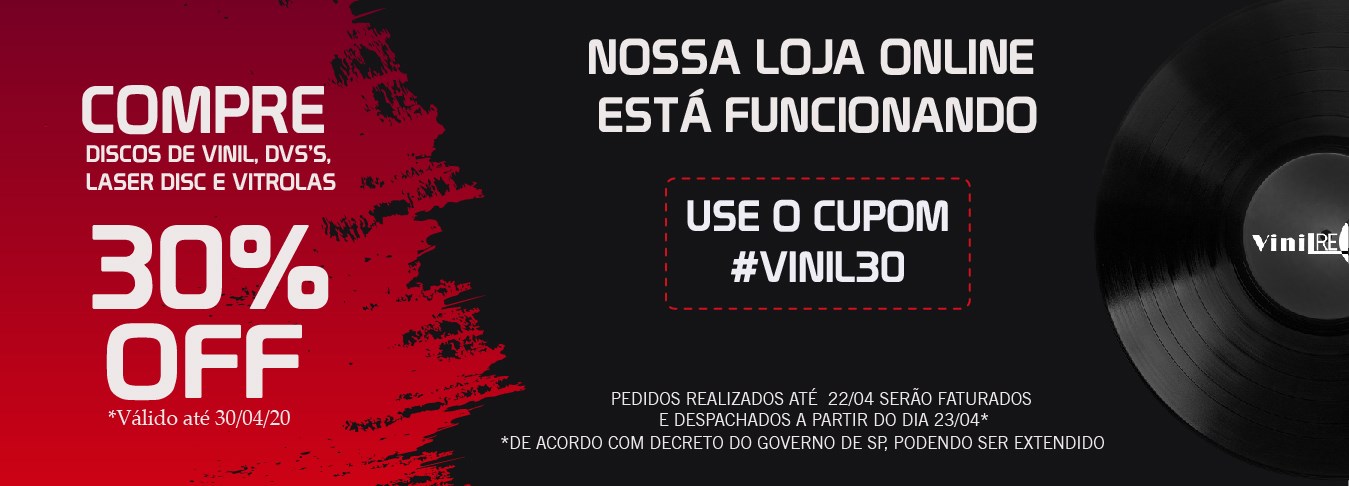 COMPRE
DISCOS DE VINIL, DVS'S,
LASER DISC E VITROLAS
30%
OFF
*Válido até 30/04/20
NOSSA LOJA ONLINE
ESTÁ FUNCIONANDO
USE O CUPOM
#VINIL30
PEDIDOS REALIZADOS ATÉ 22/04 SERÃO FATURADOS
E DESPACHADOS A PARTIR DO DIA 23/04*
*DE ACORDO COM DECRETO DO GOVERNO DE SP, PODENDO SER EXTENDIDO
VinilRE